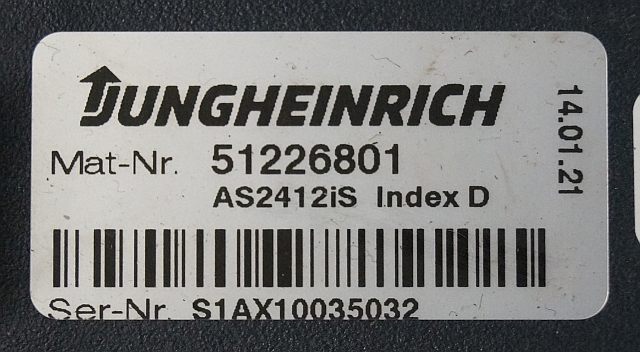 JUNGHEINRICH
14.01.21
Mat-Nr. 51226801
AS2412iS Index D
Ser-Nr. S1AX10035032